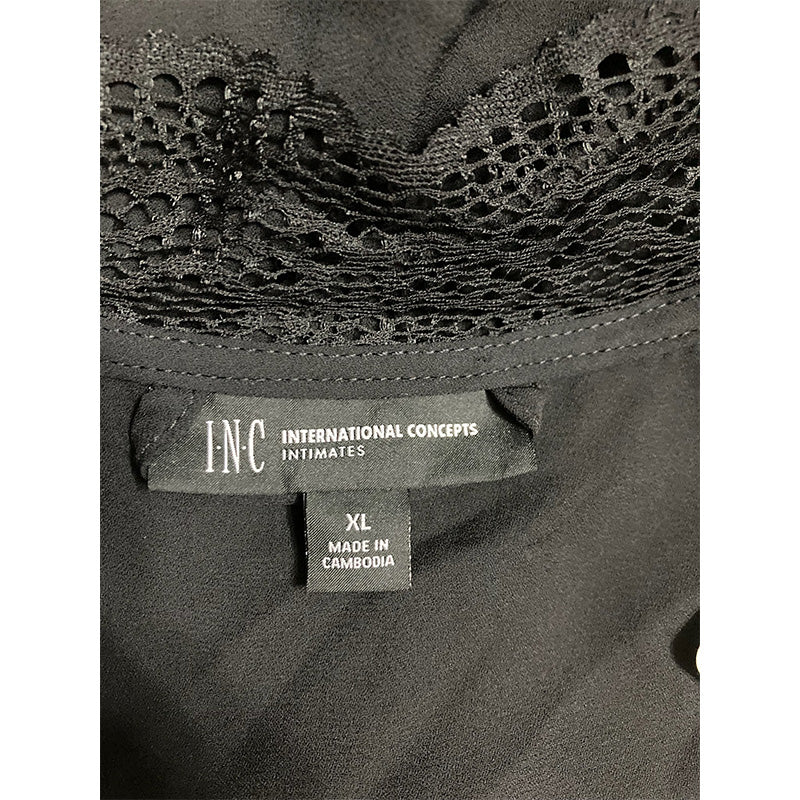 I·N·C INTERNATIONAL CONCEPTS
INTIMATES
XL
MADE IN
CAMBODIA